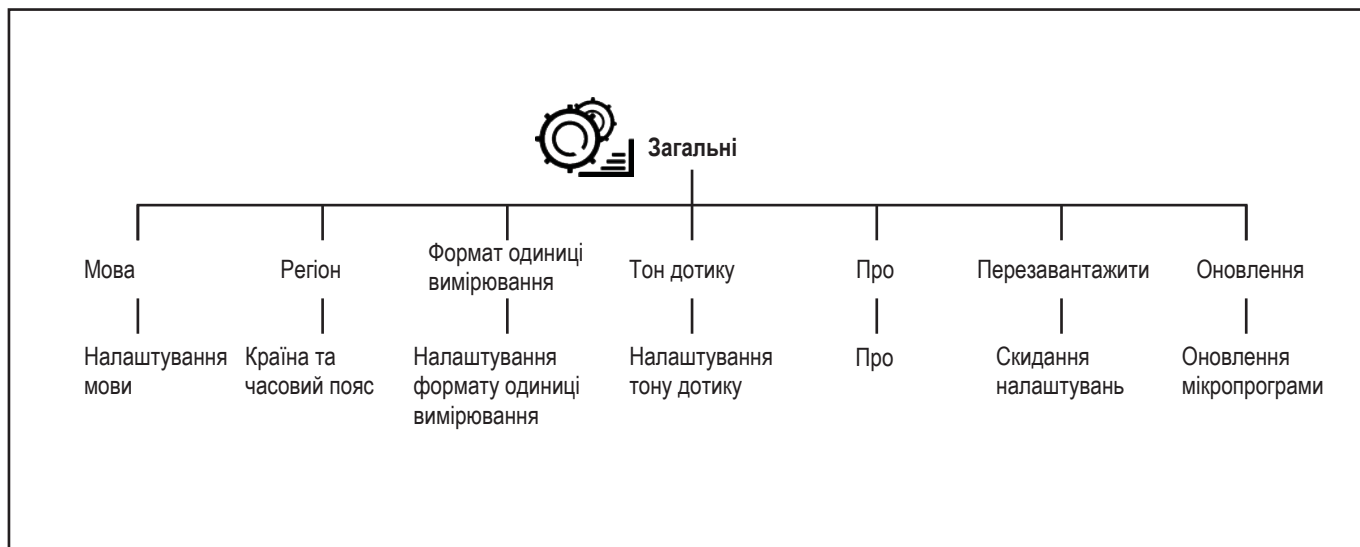 Загальні
Мова
Регіон
Формат одиниці
вимірювання
Тон дотику
Про
Перезавантажити
Оновлення
Налаштування
мови
Країна та
часовий пояс
Налаштування
формату одиниці
вимірювання
Налаштування
тону дотику
Про
Скидання
налаштувань
Оновлення
мікропрограми